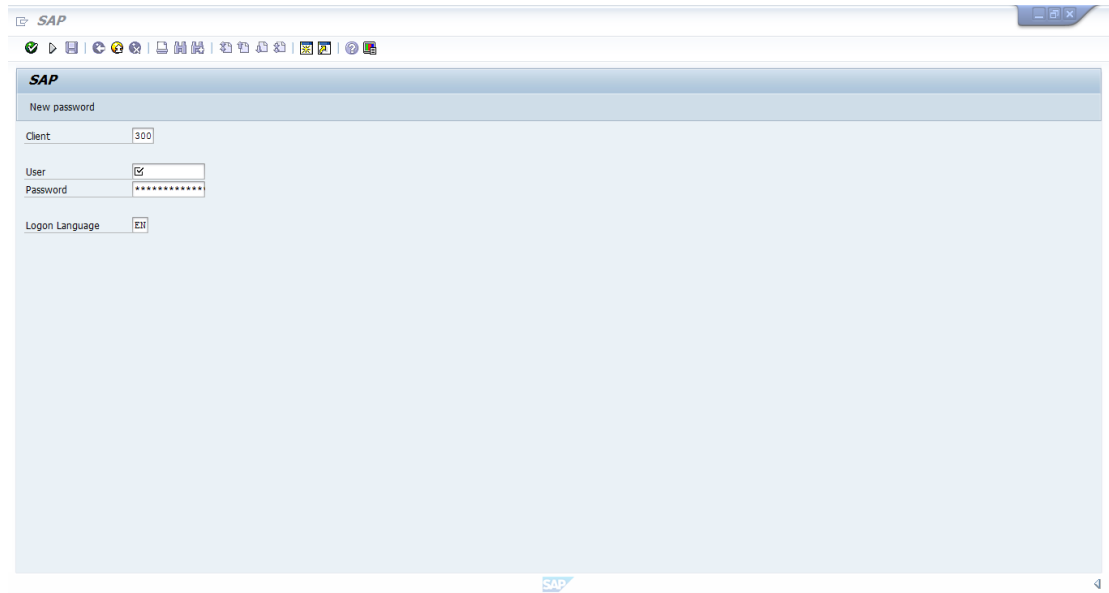 SAP
SAP
New password
Client 300
User
Password ************
Logon Language EN
SAP